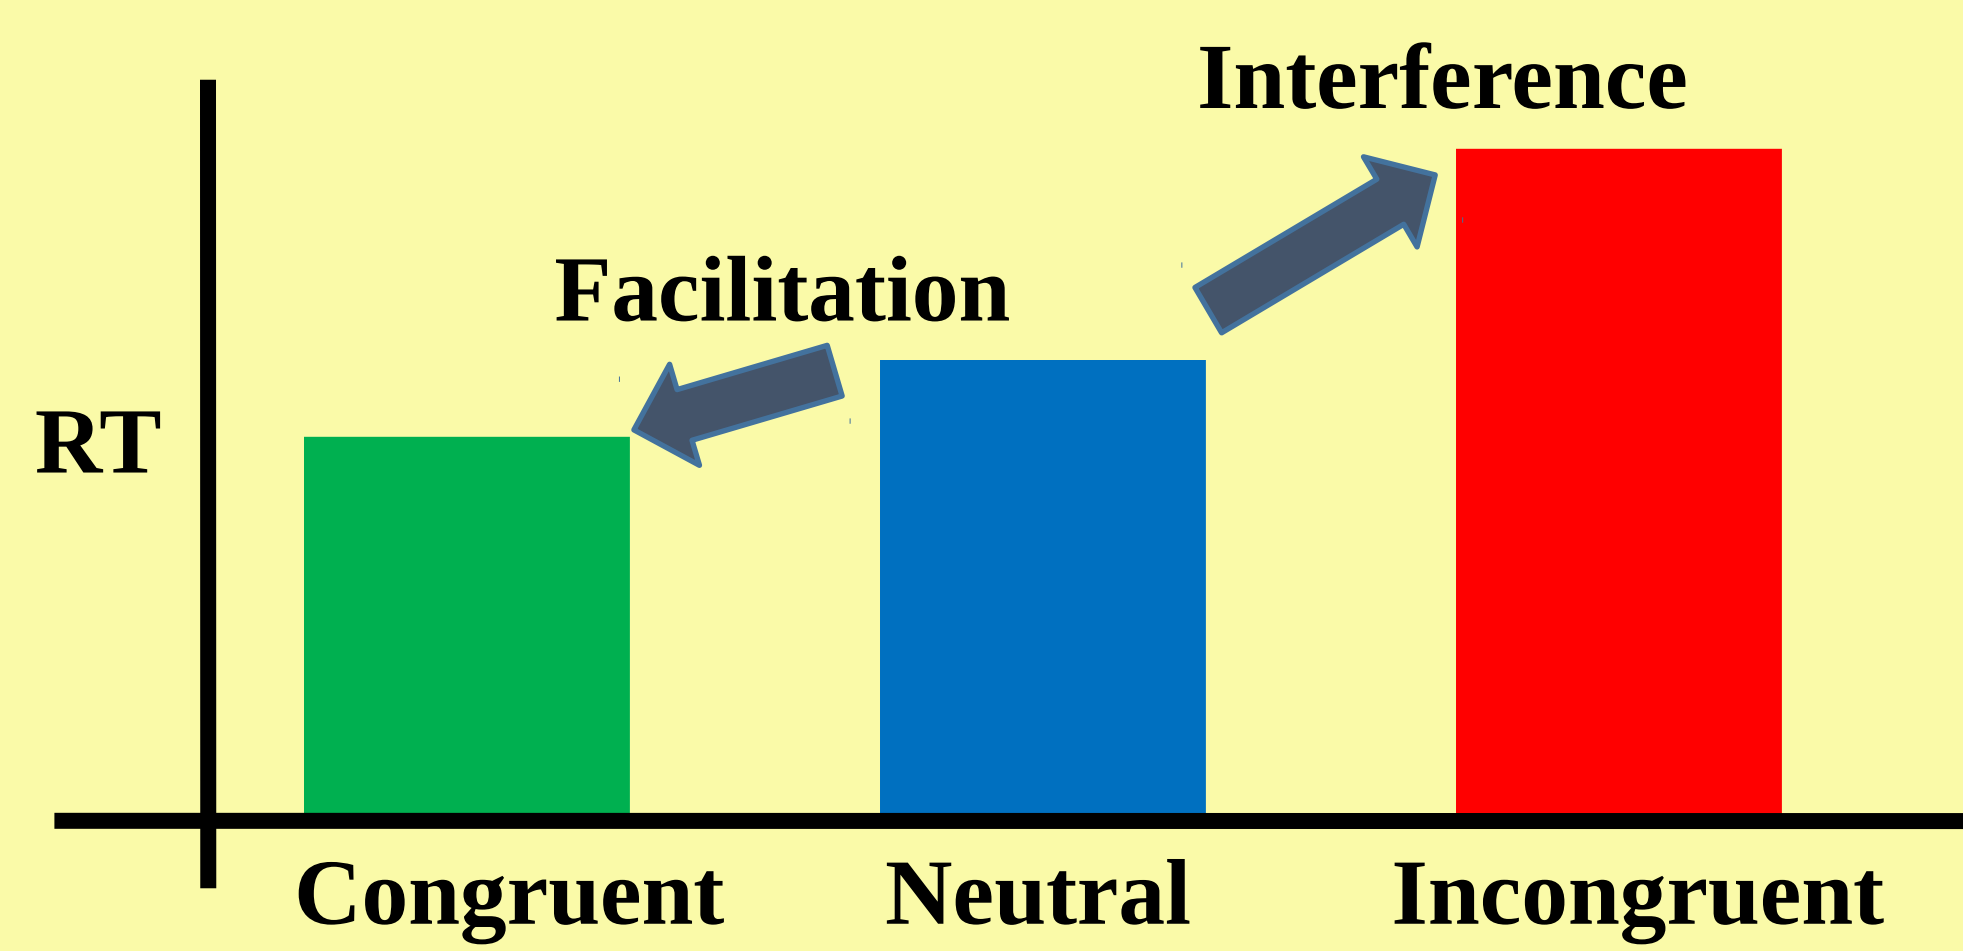 Interference
Facilitation
RT
Congruent
Neutral
Incongruent